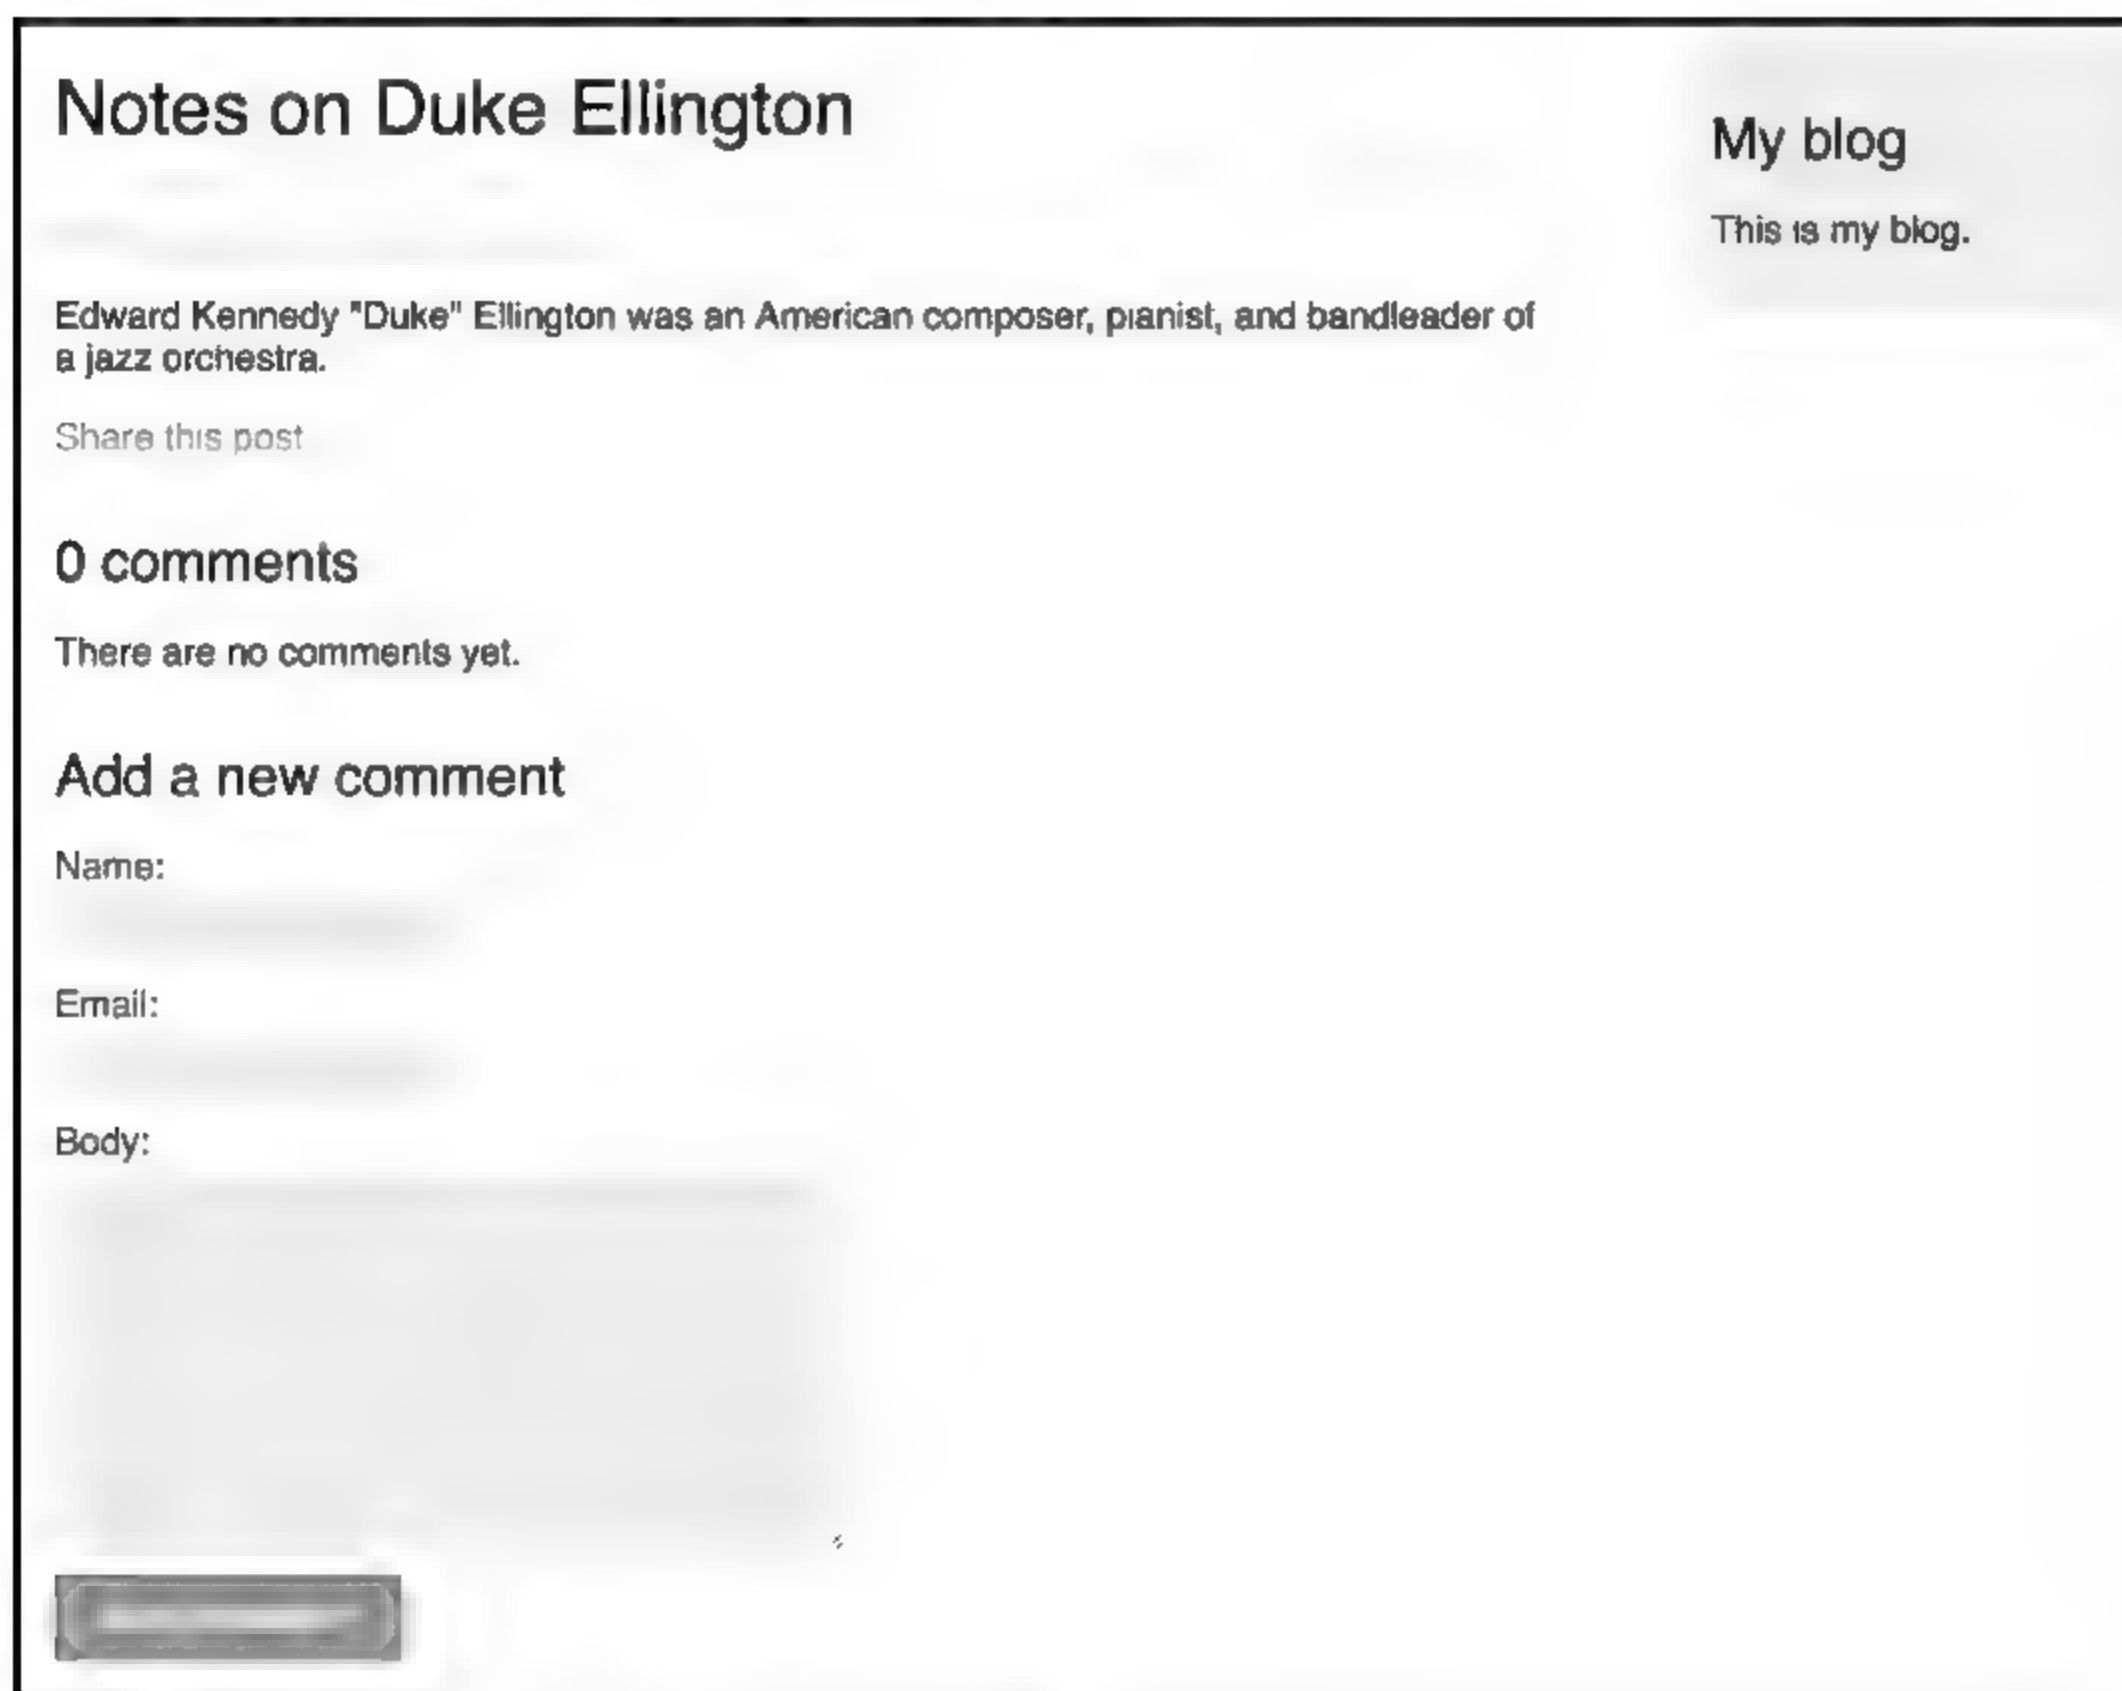 Notes on Duke Ellington
Edward Kennedy "Duke" Ellington was an American composer, pianist, and bandleader of
a jazz orchestra.
Share this post
0 comments
There are no comments yet.
Add a new comment
Name:
Email:
Body:
My blog
This is my blog.